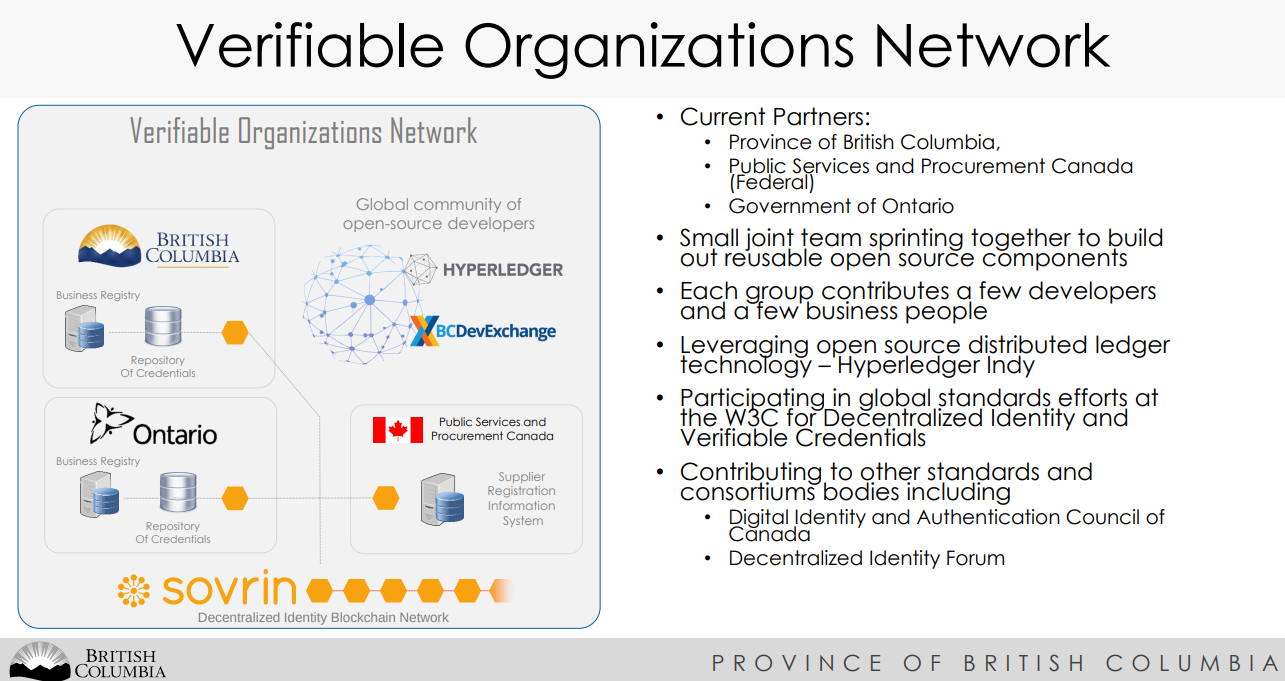 Verifiable Organizations Network
Verifiable Organizations Network
Global community of
open-source developers
BRITISH
COLUMBIA
HYPERLEDGER
Business Registry
BCDevExchange
Repository
Of Credentials
Ontario
Public Services and
Procurement Canada
Business Registry
Supplier
Registration
Information
System
Repository
Of Credentials
sovrin
Decentralized Identity Blockchain Network
• Current Partners:
• Province of British Columbia,
• Public Services and Procurement Canada
(Federal)
• Government of Ontario
• Small joint team sprinting together to build
out reusable open source components
• Each group contributes a few developers
and a few business people
• Leveraging open source distributed ledger
technology – Hyperledger Indy
• Participating in global standards efforts at
the W3C for Decentralized Identity and
Verifiable Credentials
• Contributing to other standards and
consortiums bodies including
• Digital Identity and Authentication Council of
Canada
• Decentralized Identity Forum
BRITISH
COLUMBIA
PROVINCE OF BRITISH COLUMBIA